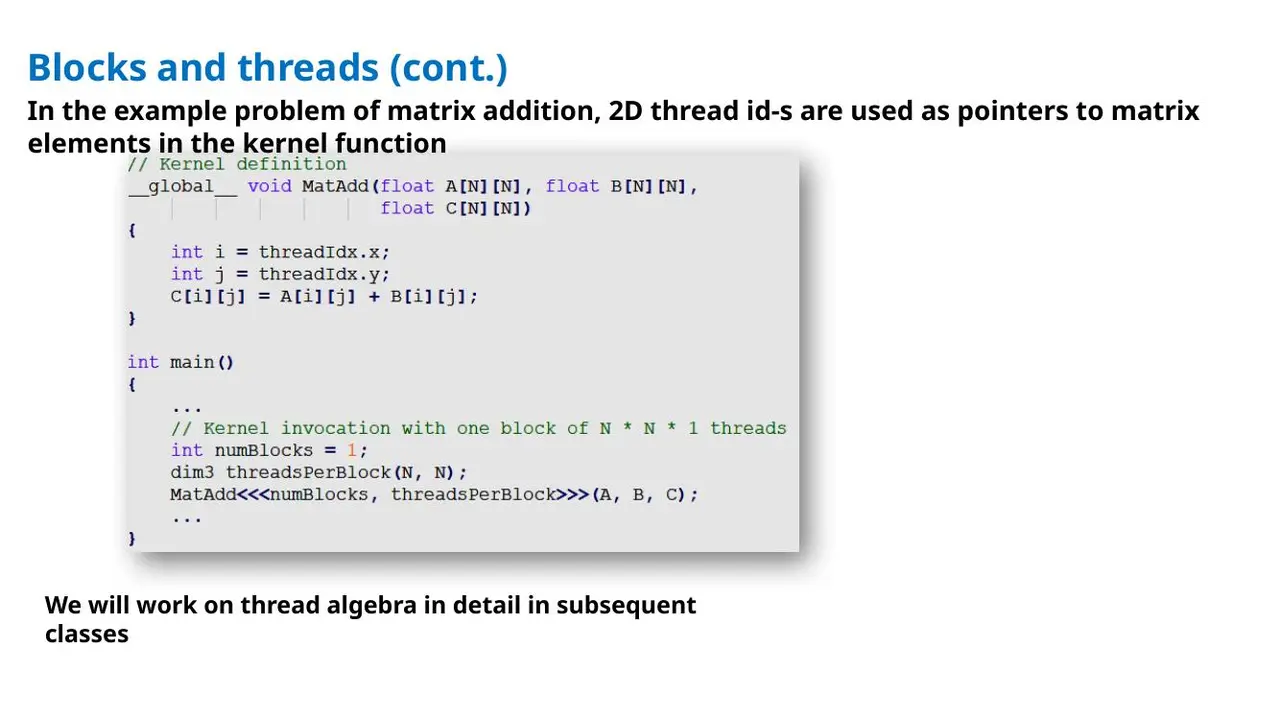 Blocks and threads (cont.)
In the example problem of matrix addition, 2D thread id-s are used as pointers to matrix
elements in the kernel function
// Kernel definition
__global__ void MatAdd(float A[N][N], float B[N][N],
                       float C[N][N])
{
    int i = threadIdx.x;
    int j = threadIdx.y;
    C[i][j] = A[i][j] + B[i][j];
}

int main()
{
    ...
    // Kernel invocation with one block of N * N * 1 threads
    int numBlocks = 1;
    dim3 threadsPerBlock(N, N);
    MatAdd<<<numBlocks, threadsPerBlock>>>(A, B, C);
    ...
}
We will work on thread algebra in detail in subsequent
classes